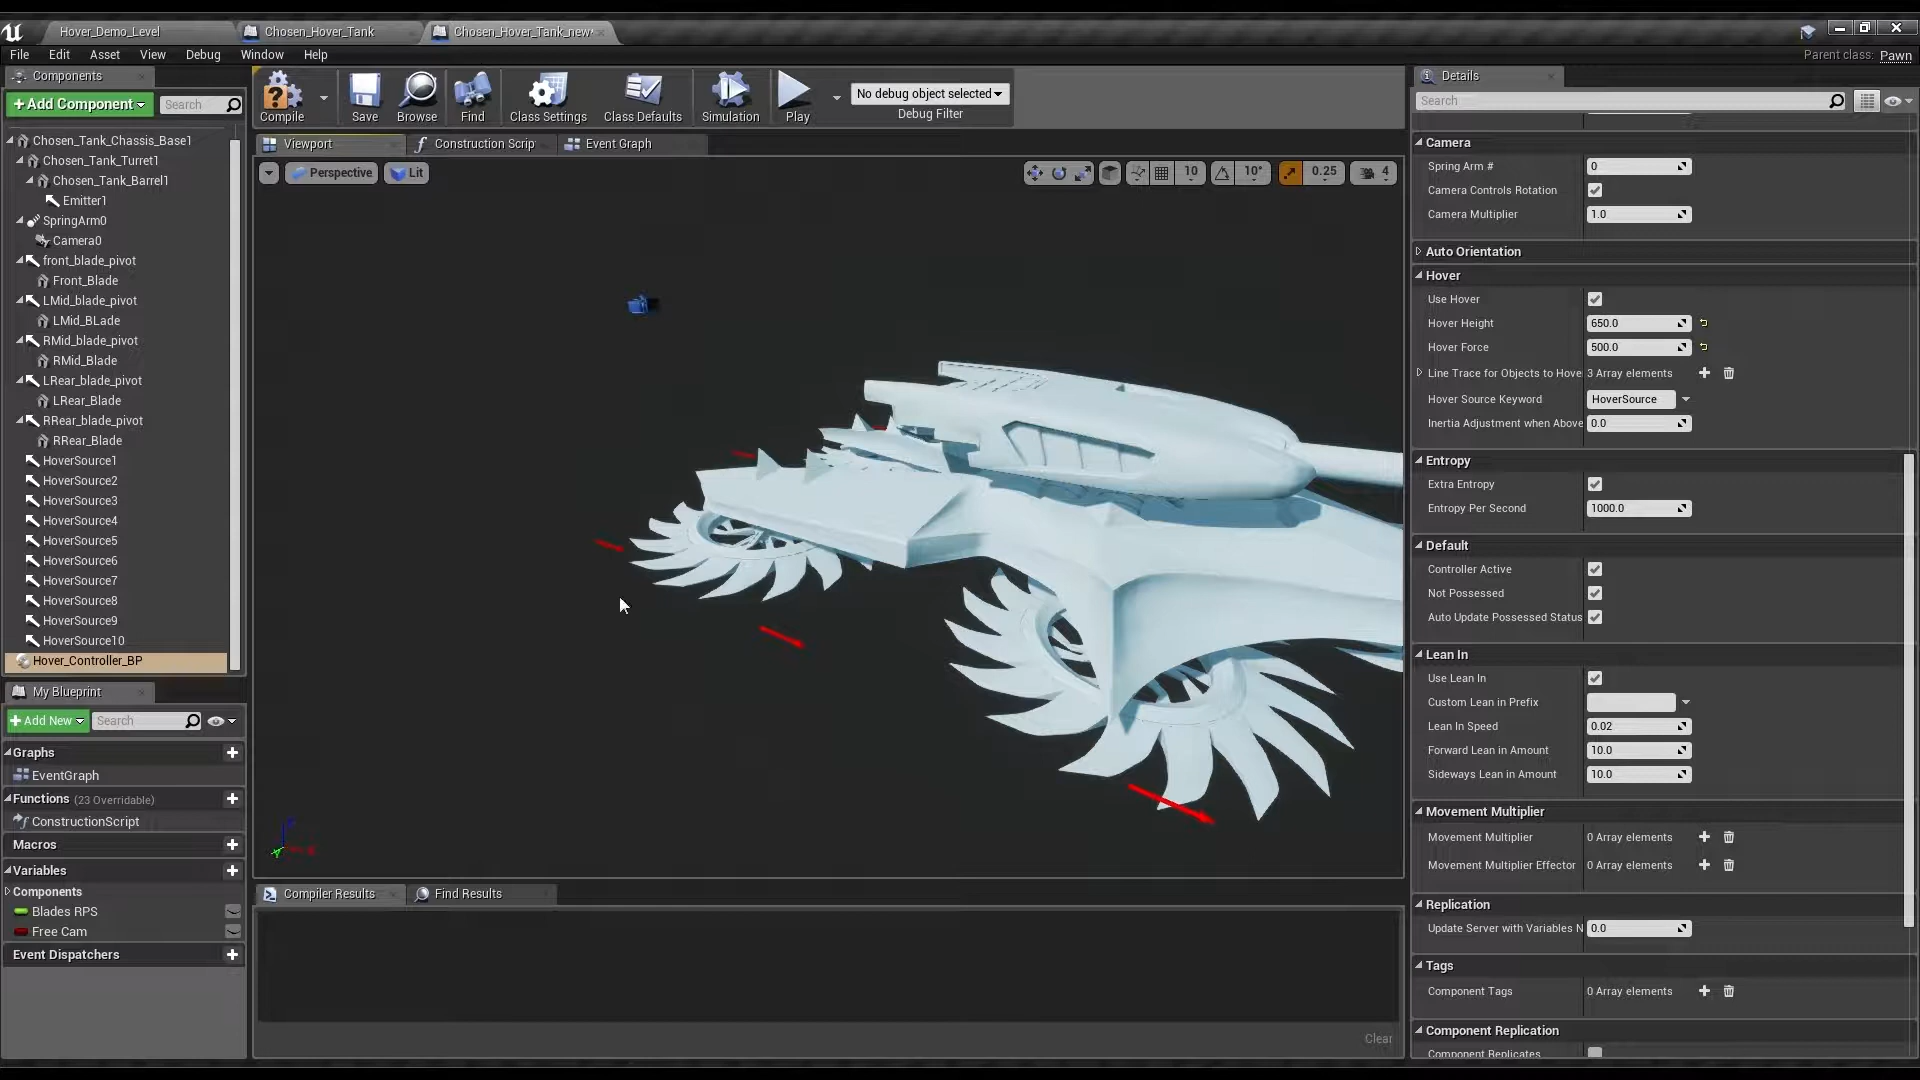 Hover_Demo_Level
Chosen_Hover_Tank
Chosen_Hover_Tank_new*
File Edit Asset View Debug Window Help
Parent class: Pawn
Components
+Add Component
Search
Chosen_Tank_Chassis_Base1
Chosen_Tank_Turret1
Chosen_Tank_Barrel1
Emitter1
SpringArm0
Camera0
front_blade_pivot
Front_Blade
LMid_blade_pivot
LMid_BLade
RMid_blade_pivot
RMid_Blade
LRear_blade_pivot
LRear_Blade
RRear_blade_pivot
RRear_Blade
HoverSource1
HoverSource2
HoverSource3
HoverSource4
HoverSource5
HoverSource6
HoverSource7
HoverSource8
HoverSource9
HoverSource10
Hover_Controller_BP
My Blueprint
+Add New
Search
Graphs
EventGraph
Functions (23 Overridable)
ConstructionScript
Macros
Variables
Components
Blades RPS
Free Cam
Event Dispatchers
Compile
Save
Browse
Find
Class Settings
Class Defaults
Simulation
Play
No debug object selected
Debug Filter
Viewport
Construction Scrip
Event Graph
Perspective
Lit
10
10°
0.25
4
Compiler Results
Find Results
Clear
Details
Search
Camera
Spring Arm # 0
Camera Controls Rotation
Camera Multiplier 1.0
Auto Orientation
Hover
Use Hover
Hover Height 650.0
Hover Force 500.0
Line Trace for Objects to Hove 3 Array elements
Hover Source Keyword HoverSource
Inertia Adjustment when Above 0.0
Entropy
Extra Entropy
Entropy Per Second 1000.0
Default
Controller Active
Not Possessed
Auto Update Possessed Status
Lean In
Use Lean In
Custom Lean in Prefix
Lean In Speed 0.02
Forward Lean in Amount 10.0
Sideways Lean in Amount 10.0
Movement Multiplier
Movement Multiplier 0 Array elements
Movement Multiplier Effector 0 Array elements
Replication
Update Server with Variables N 0.0
Tags
Component Tags 0 Array elements
Component Replication
Component Replicates